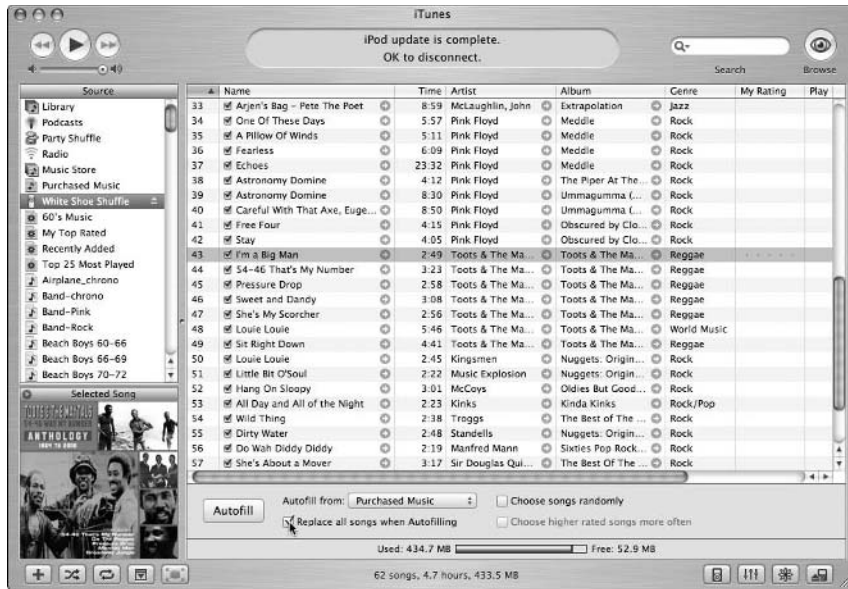 iTunes
iPod update is complete.
OK to disconnect.
Search
Browse
Source
Library
Podcasts
Party Shuffle
Radio
Music Store
Purchased Music
White Shoe Shuffle
60's Music
My Top Rated
Recently Added
Top 25 Most Played
Airplane_chrono
Band-chrono
Band-Pink
Band-Rock
Beach Boys 60-66
Beach Boys 66-69
Beach Boys 70-72
Selected Song
ANTHOLOGY
Name Time Artist Album Genre My Rating Play
33 Arjen's Bag - Pete The Poet 8:59 McLaughlin, John Extrapolation Jazz
34 One Of These Days 5:57 Pink Floyd Meddle Rock
35 A Pillow Of Winds 5:11 Pink Floyd Meddle Rock
36 Fearless 6:09 Pink Floyd Meddle Rock
37 Echoes 23:32 Pink Floyd Meddle Rock
38 Astronomy Domine 4:12 Pink Floyd The Piper At The... Rock
39 Astronomy Domine 8:30 Pink Floyd Ummagumma (... Rock
40 Careful With That Axe, Euge... 8:50 Pink Floyd Ummagumma (... Rock
41 Free Four 4:15 Pink Floyd Obscured by Clo... Rock
42 Stay 4:05 Pink Floyd Obscured by Clo... Rock
43 I'm a Big Man 2:49 Toots & The Ma... Toots & The Ma... Reggae
44 54-46 That's My Number 3:23 Toots & The Ma... Toots & The Ma... Reggae
45 Pressure Drop 2:58 Toots & The Ma... Toots & The Ma... Reggae
46 Sweet and Dandy 3:08 Toots & The Ma... Toots & The Ma... Reggae
47 She's My Scorcher 2:56 Toots & The Ma... Toots & The Ma... Reggae
48 Louie Louie 5:46 Toots & The Ma... Toots & The Ma... World Music
49 Sit Right Down 4:41 Toots & The Ma... Toots & The Ma... Reggae
50 Louie Louie 2:45 Kingsmen Nuggets: Origin... Rock
51 Little Bit O'Soul 2:22 Music Explosion Nuggets: Origin... Rock
52 Hang On Sloopy 3:01 McCoys Oldies But Good... Rock
53 All Day and All of the Night 2:23 Kinks Kinda Kinks Rock/Pop
54 Wild Thing 2:38 Troggs The Best of The ... Rock
55 Dirty Water 2:48 Standells Nuggets: Origin... Rock
56 Do Wah Diddy Diddy 2:19 Manfred Mann Sixties Pop Rock... Rock
57 She's About a Mover 3:17 Sir Douglas Qui... The Best Of The ... Rock
Autofill
Autofill from: Purchased Music
Choose songs randomly
Replace all songs when Autofilling
Choose higher rated songs more often
Used: 434.7 MB Free: 52.9 MB
62 songs, 4.7 hours, 433.5 MB